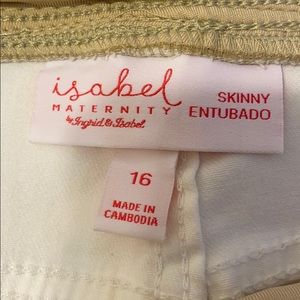 isabel
MATERNITY
by Ingrid & Isabel
SKINNY
ENTUBADO
16
MADE IN
CAMBODIA